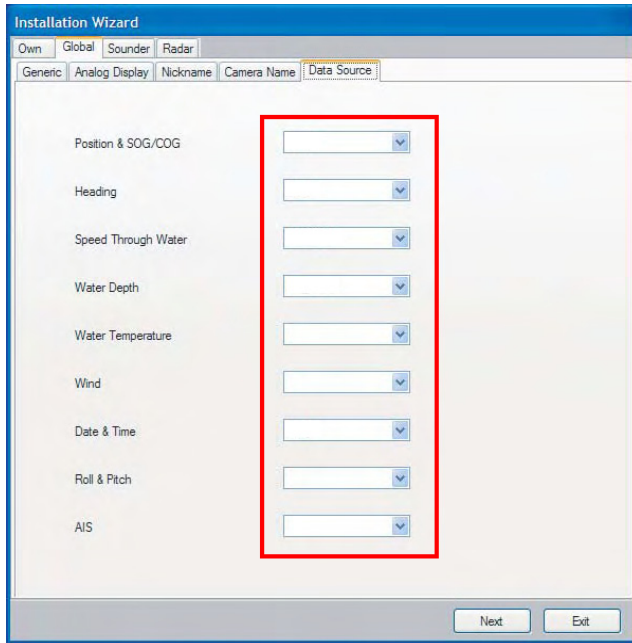 Installation Wizard
Own Global Sounder Radar
Generic Analog Display Nickname Camera Name Data Source
Position & SOG/COG
Heading
Speed Through Water
Water Depth
Water Temperature
Wind
Date & Time
Roll & Pitch
AIS
Next Exit